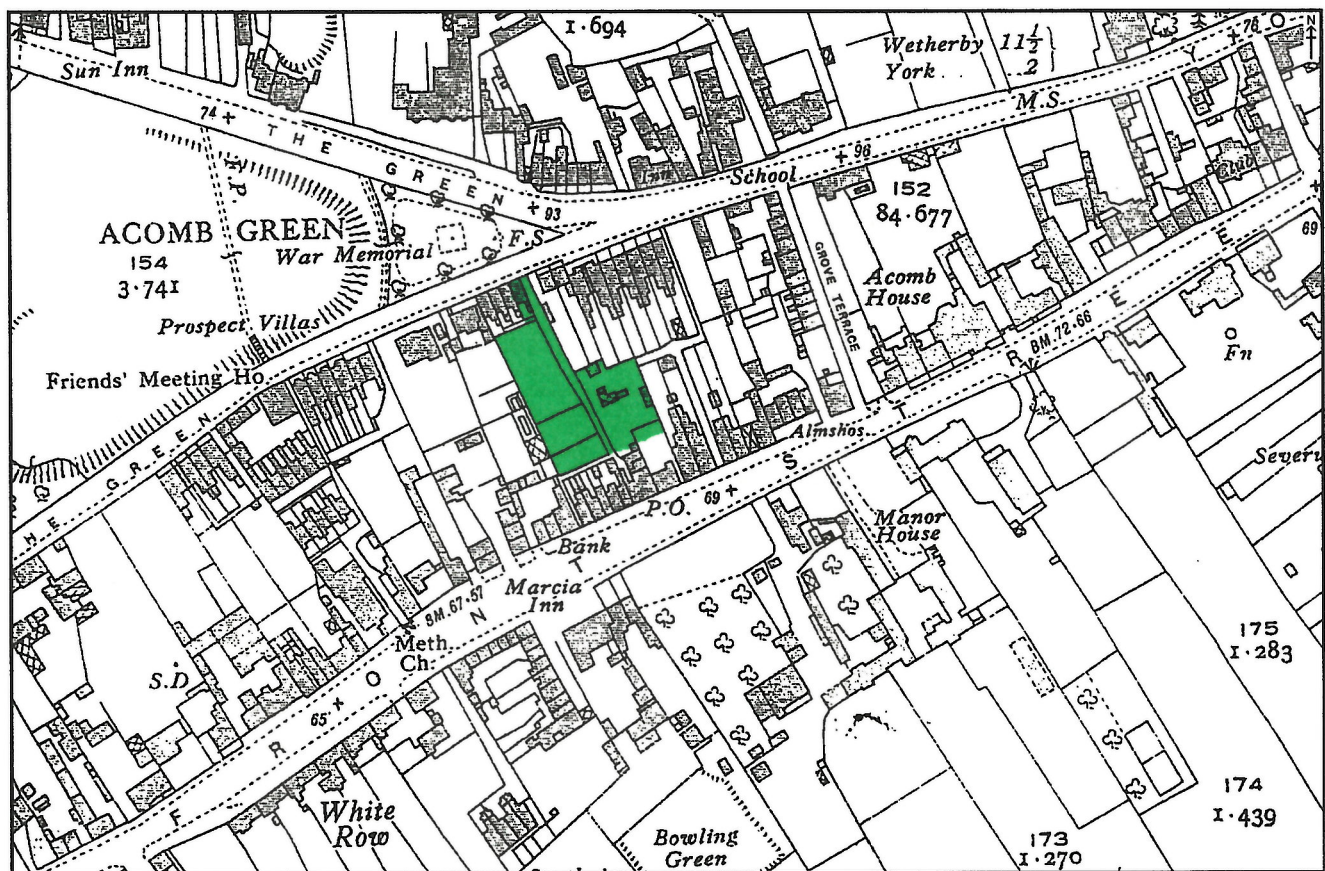 1·694
Wetherby 11½
York 2
76
N
Y
Sun Inn
M.S
74
THE GREEN
96
Inn
School
Club
152
84·677
93
F.S
69
ACOMB GREEN
154
3·741
War Memorial
T.P
GROVE TERRACE
Acomb
House
Prospect Villas
BM.72·66
Fn
Friends' Meeting Ho.
HE GREEN
Almshos.
Severu
69
P.O.
Manor
House
Bank
Marcia
Inn
BM.67·57
Meth.
Ch.
S.D
175
1·283
65
FRONT STREET
White
Row
174
1·439
Bowling
Green
173
1·270